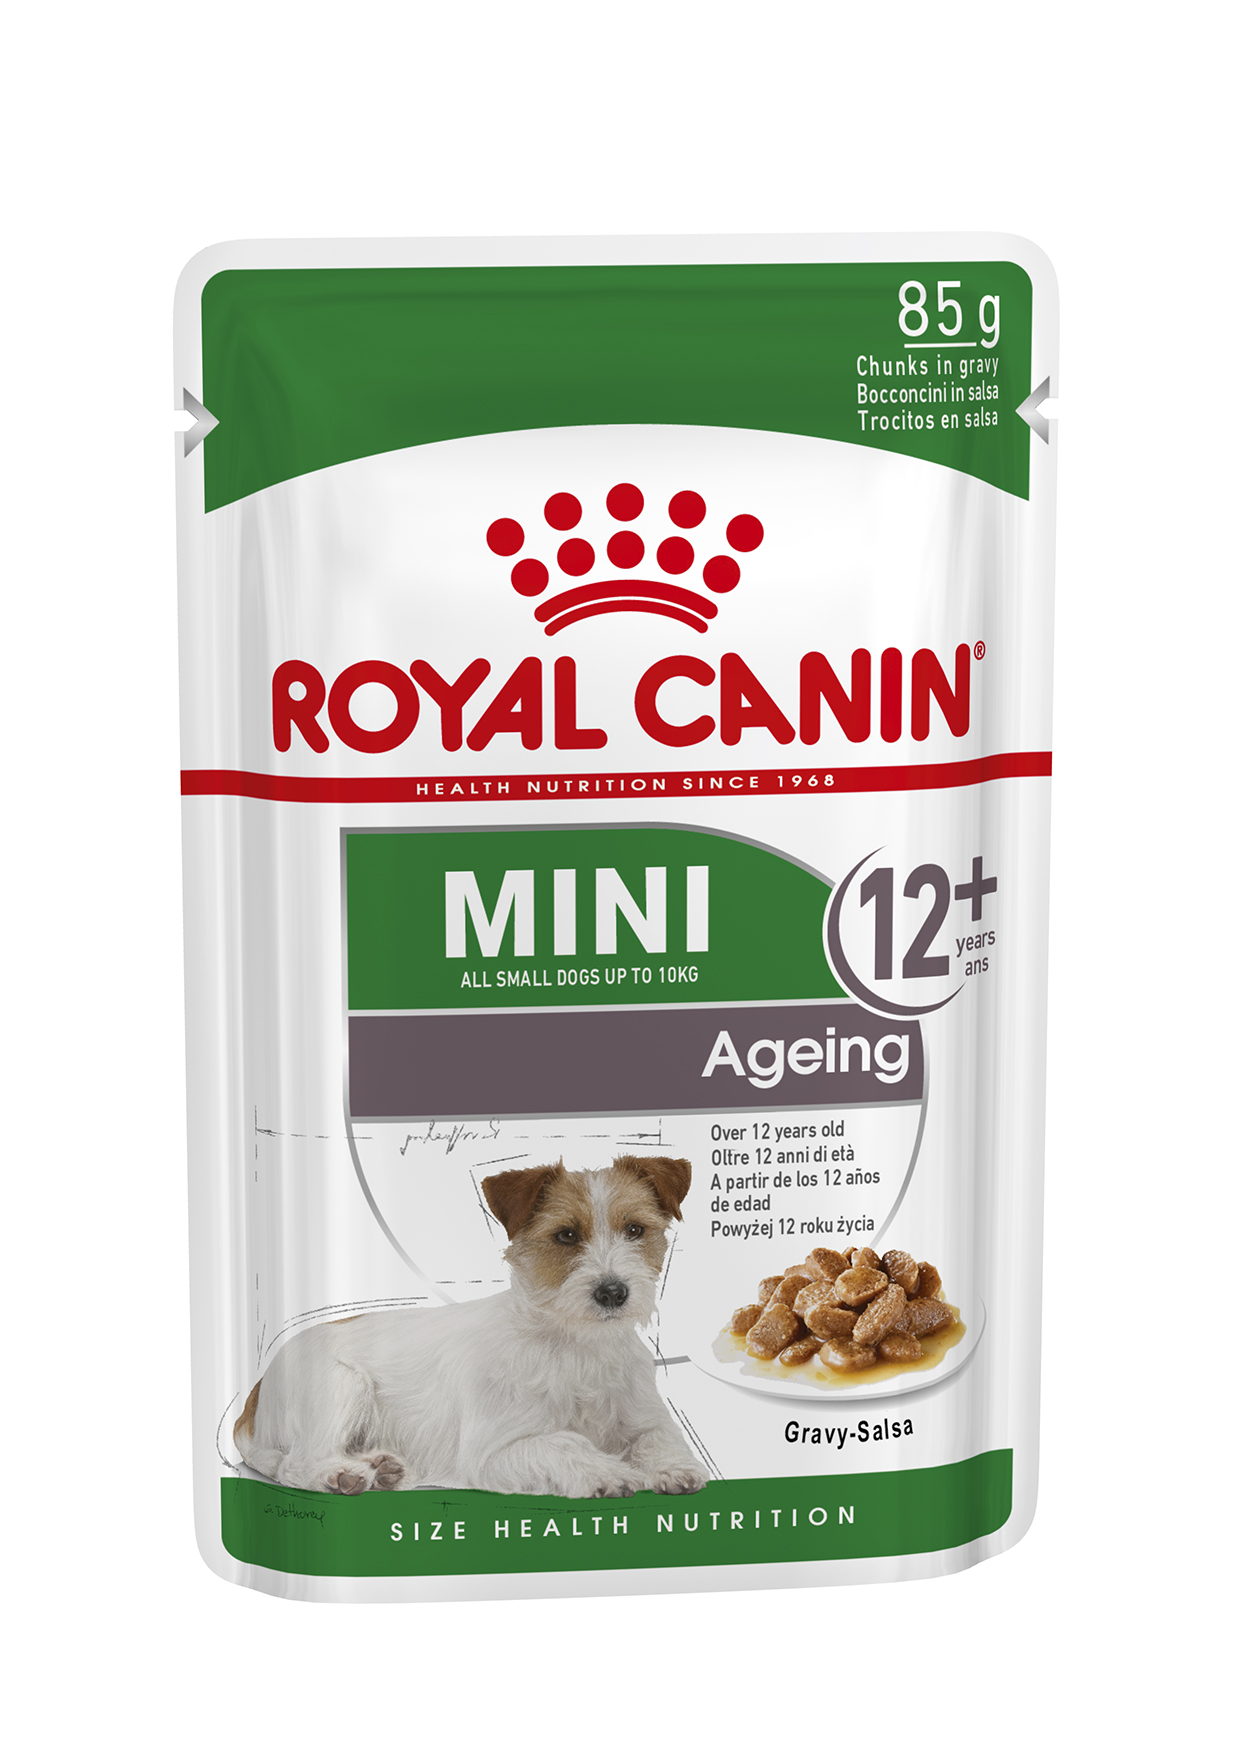 85 g
Chunks in gravy
Bocconcini in salsa
Trocitos en salsa
ROYAL CANIN®
HEALTH NUTRITION SINCE 1968
MINI
ALL SMALL DOGS UP TO 10KG
12+
years
ans
Ageing
Over 12 years old
Oltre 12 anni di età
A partir de los 12 años
de edad
Powyżej 12 roku życia
Gravy-Salsa
SIZE HEALTH NUTRITION